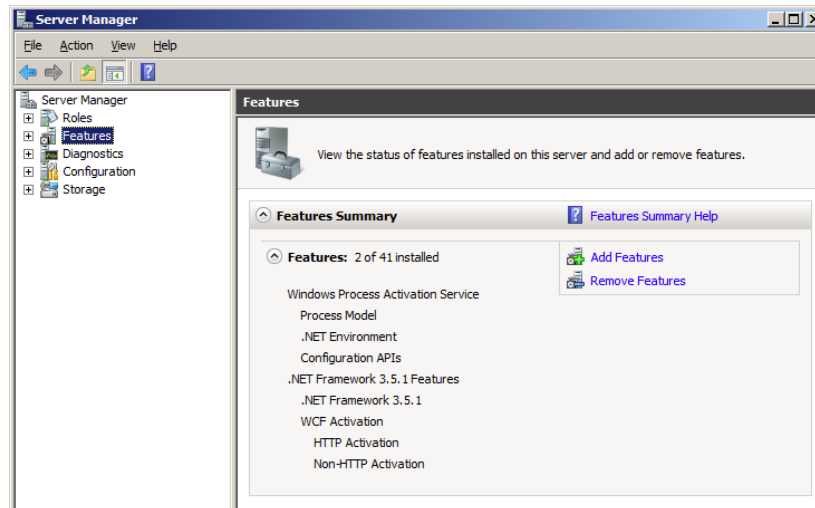 Server Manager
File Action View Help
Server Manager
Roles
Features
Diagnostics
Configuration
Storage
Features
View the status of features installed on this server and add or remove features.
Features Summary
Features Summary Help
Features: 2 of 41 installed
Add Features
Remove Features
Windows Process Activation Service
Process Model
.NET Environment
Configuration APIs
.NET Framework 3.5.1 Features
.NET Framework 3.5.1
WCF Activation
HTTP Activation
Non-HTTP Activation